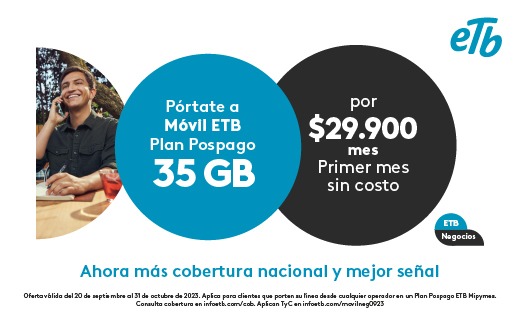 eTb
Pórtate a
Móvil ETB
Plan Pospago
35 GB
por
$29.900
mes
Primer mes
sin costo
ETB
Negocios
Ahora más cobertura nacional y mejor señal
Oferta válida del 20 de septiembre al 31 de octubre de 2023. Aplica para clientes que porten su línea desde cualquier operador en un Plan Pospago ETB Mipymes.
Consulta cobertura en infoetb.com/cob. Aplican TyC en infoetb.com/movilneg0923